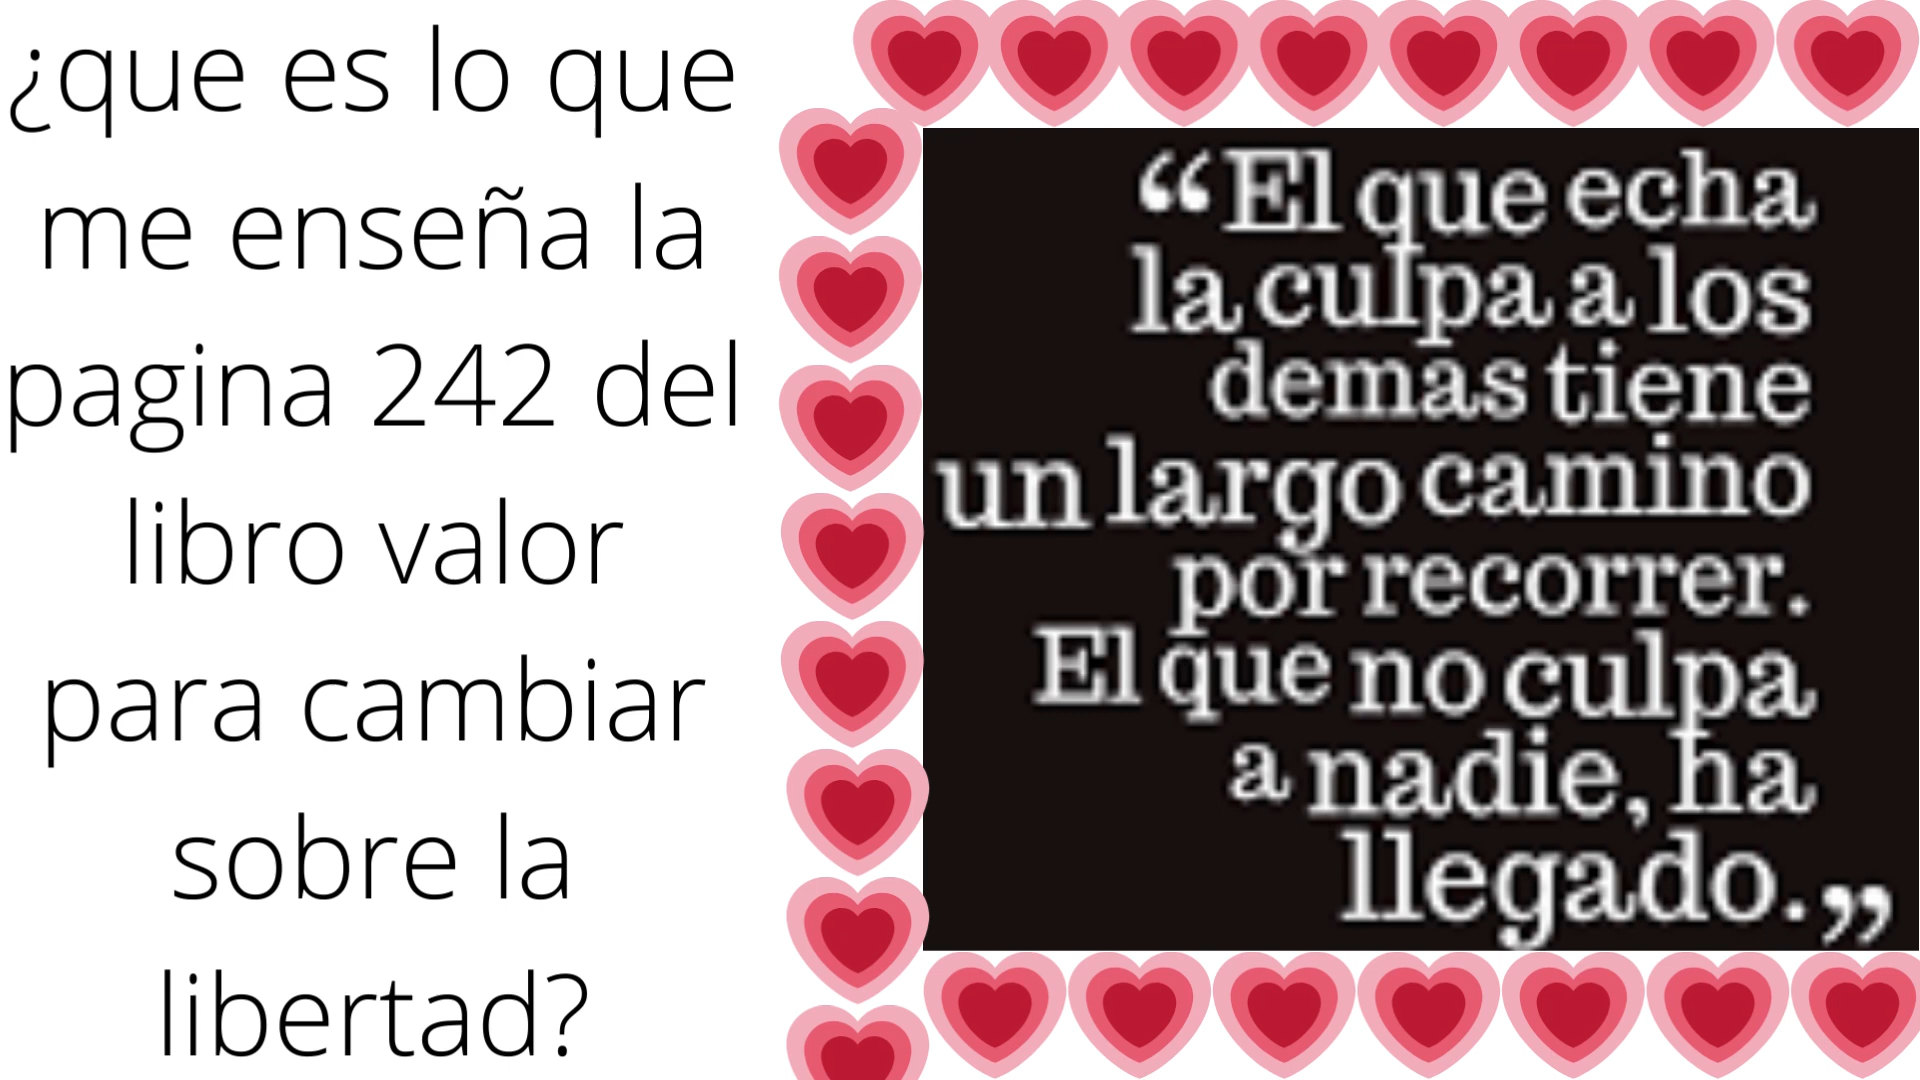 ¿que es lo que
me enseña la
pagina 242 del
libro valor
para cambiar
sobre la
libertad?
“El que echa
la culpa a los
demas tiene
un largo camino
por recorrer.
El que no culpa
a nadie, ha
llegado.”